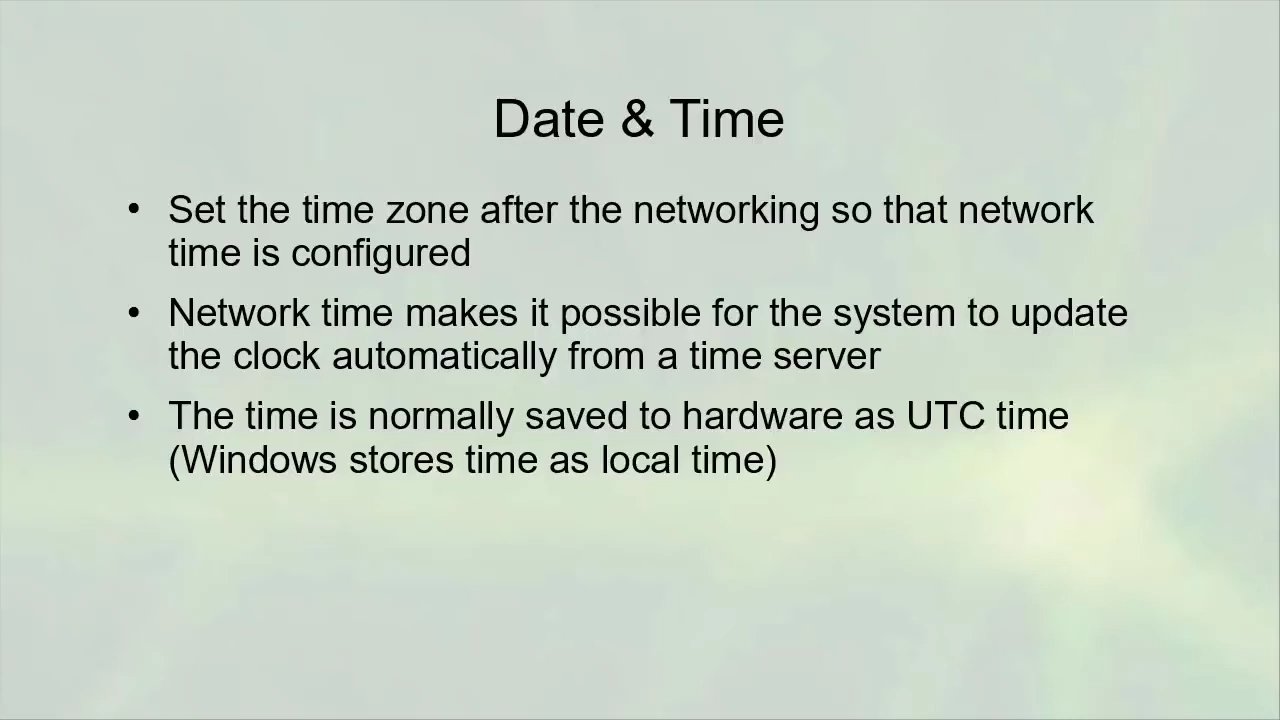 Date & Time
• Set the time zone after the networking so that network
time is configured
• Network time makes it possible for the system to update
the clock automatically from a time server
• The time is normally saved to hardware as UTC time
(Windows stores time as local time)